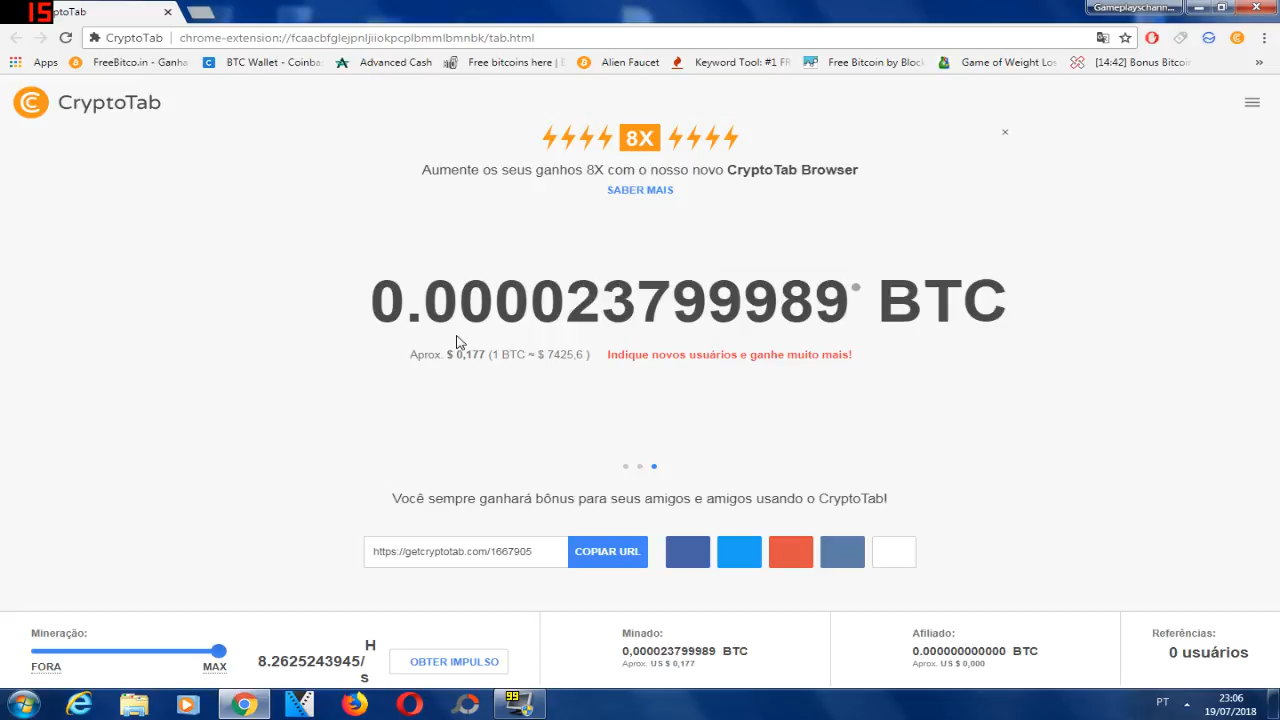 15
ptoTab
Gameplayschann...
CryptoTab
chrome-extension://fcaacbfglejpnljiiokpcplbmmlbmnbk/tab.html
Apps
FreeBitco.in - Ganha
BTC Wallet - Coinba
Advanced Cash
Free bitcoins here |
Alien Faucet
Keyword Tool: #1 FR
Free Bitcoin by Block
Game of Weight Los
[14:42] Bonus Bitcoi
»
CryptoTab
8X
Aumente os seus ganhos 8X com o nosso novo CryptoTab Browser
SABER MAIS
0.000023799989 BTC
Aprox. $ 0,177 (1 BTC ≈ $ 7425,6 )
Indique novos usuários e ganhe muito mais!
Você sempre ganhará bônus para seus amigos e amigos usando o CryptoTab!
https://getcryptotab.com/1667905
COPIAR URL
Mineração:
FORA
MAX
8.2625243945/
H
s
OBTER IMPULSO
Minado:
0,000023799989 BTC
Aprox. US $ 0,177
Afiliado:
0.000000000000 BTC
Aprox. US $ 0,000
Referências:
0 usuários
99
PT
23:06
19/07/2018